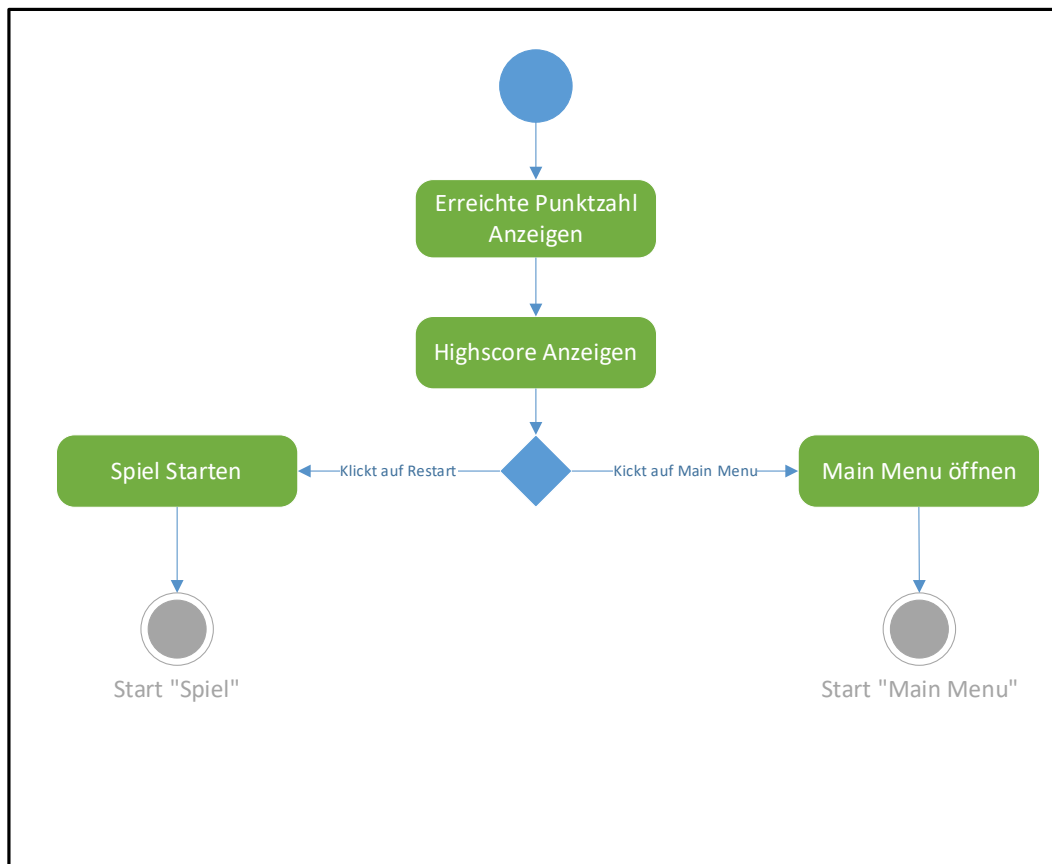 Erreichte Punktzahl
Anzeigen
Highscore Anzeigen
Spiel Starten
Klickt auf Restart
Kickt auf Main Menu
Main Menu öffnen
Start "Spiel"
Start "Main Menu"